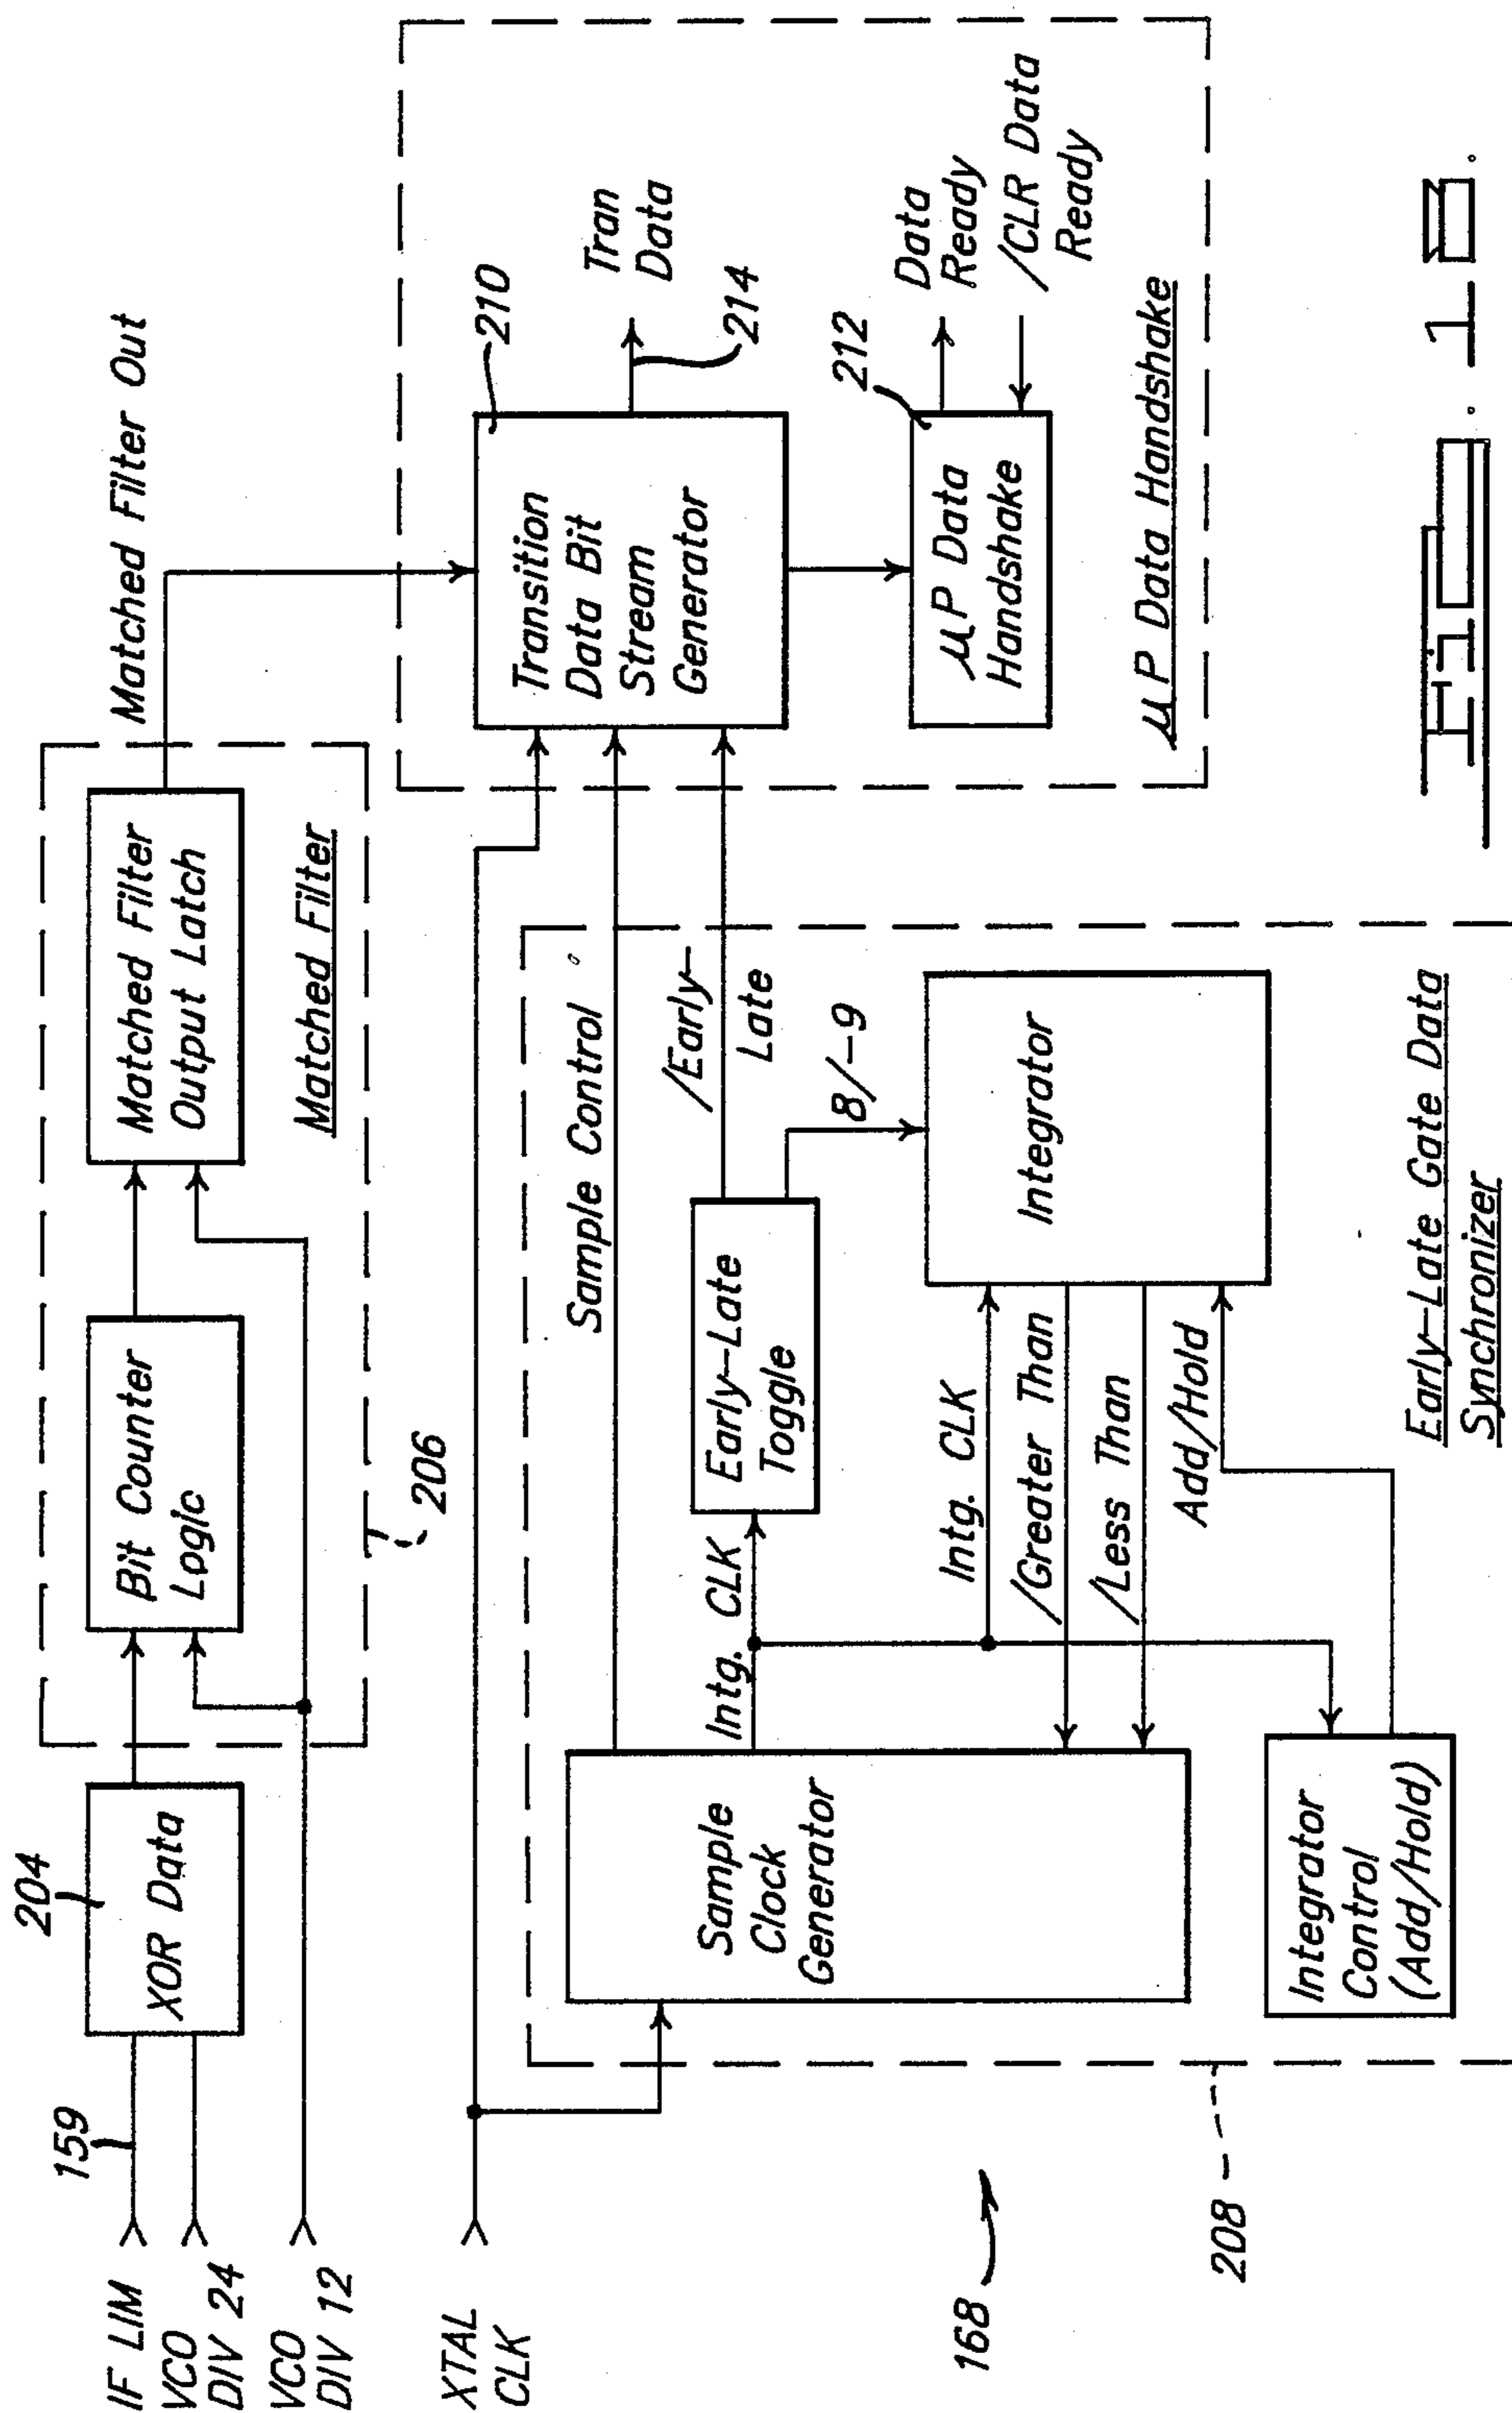 IF LIM
VCO
DIV 24
VCO
DIV 12
XTAL
CLK
159
204
XOR Data
Bit Counter
Logic
Matched Filter
Output Latch
Matched Filter
206
Matched Filter Out
Sample Control
/Early-
Late
8/-9
Early-Late
Toggle
Intg. CLK
Intg. CLK
/Greater Than
/Less Than
Add/Hold
Integrator
Sample
Clock
Generator
Integrator
Control
(Add/Hold)
Early-Late Gate Data
Synchronizer
208
168
210
Transition
Data Bit
Stream
Generator
Tran
Data
214
212
μP Data
Handshake
Data
Ready
/CLR Data
Ready
μP Data Handshake
Fig. 18.